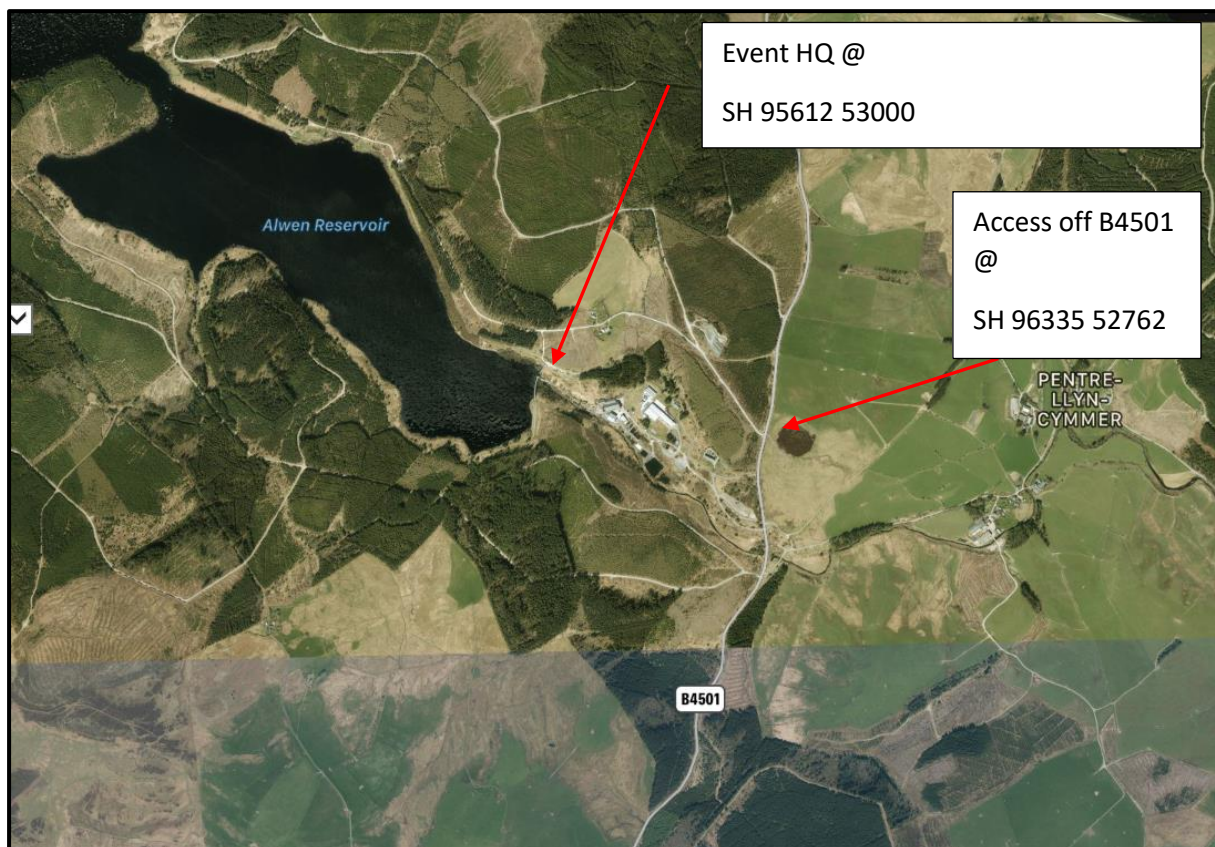 Event HQ @
SH 95612 53000
Alwen Reservoir
Access off B4501
@
SH 96335 52762
PENTRE-
LLYN-
CYMMER
B4501